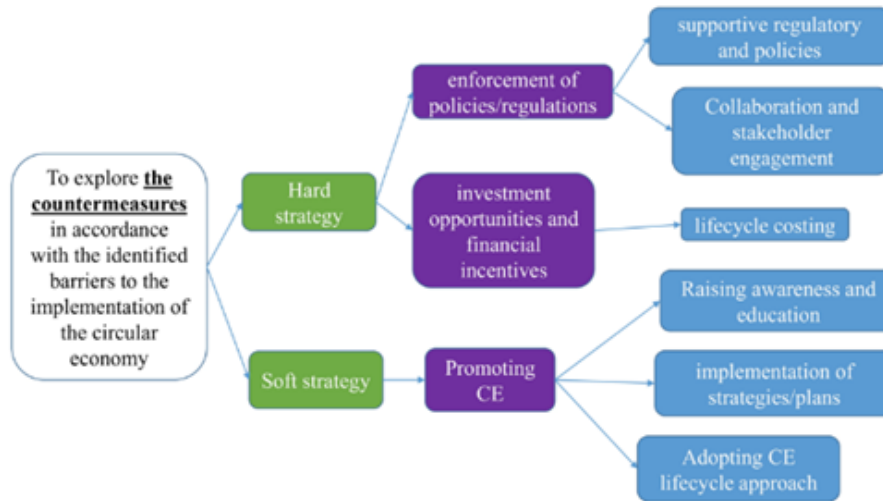 To explore the
countermeasures
in accordance
with the identified
barriers to the
implementation of
the circular
economy
Hard
strategy
Soft strategy
enforcement of
policies/regulations
investment
opportunities and
financial
incentives
Promoting
CE
supportive regulatory
and policies
Collaboration and
stakeholder
engagement
lifecycle costing
Raising awareness and
education
implementation of
strategies/plans
Adopting CE
lifecycle approach